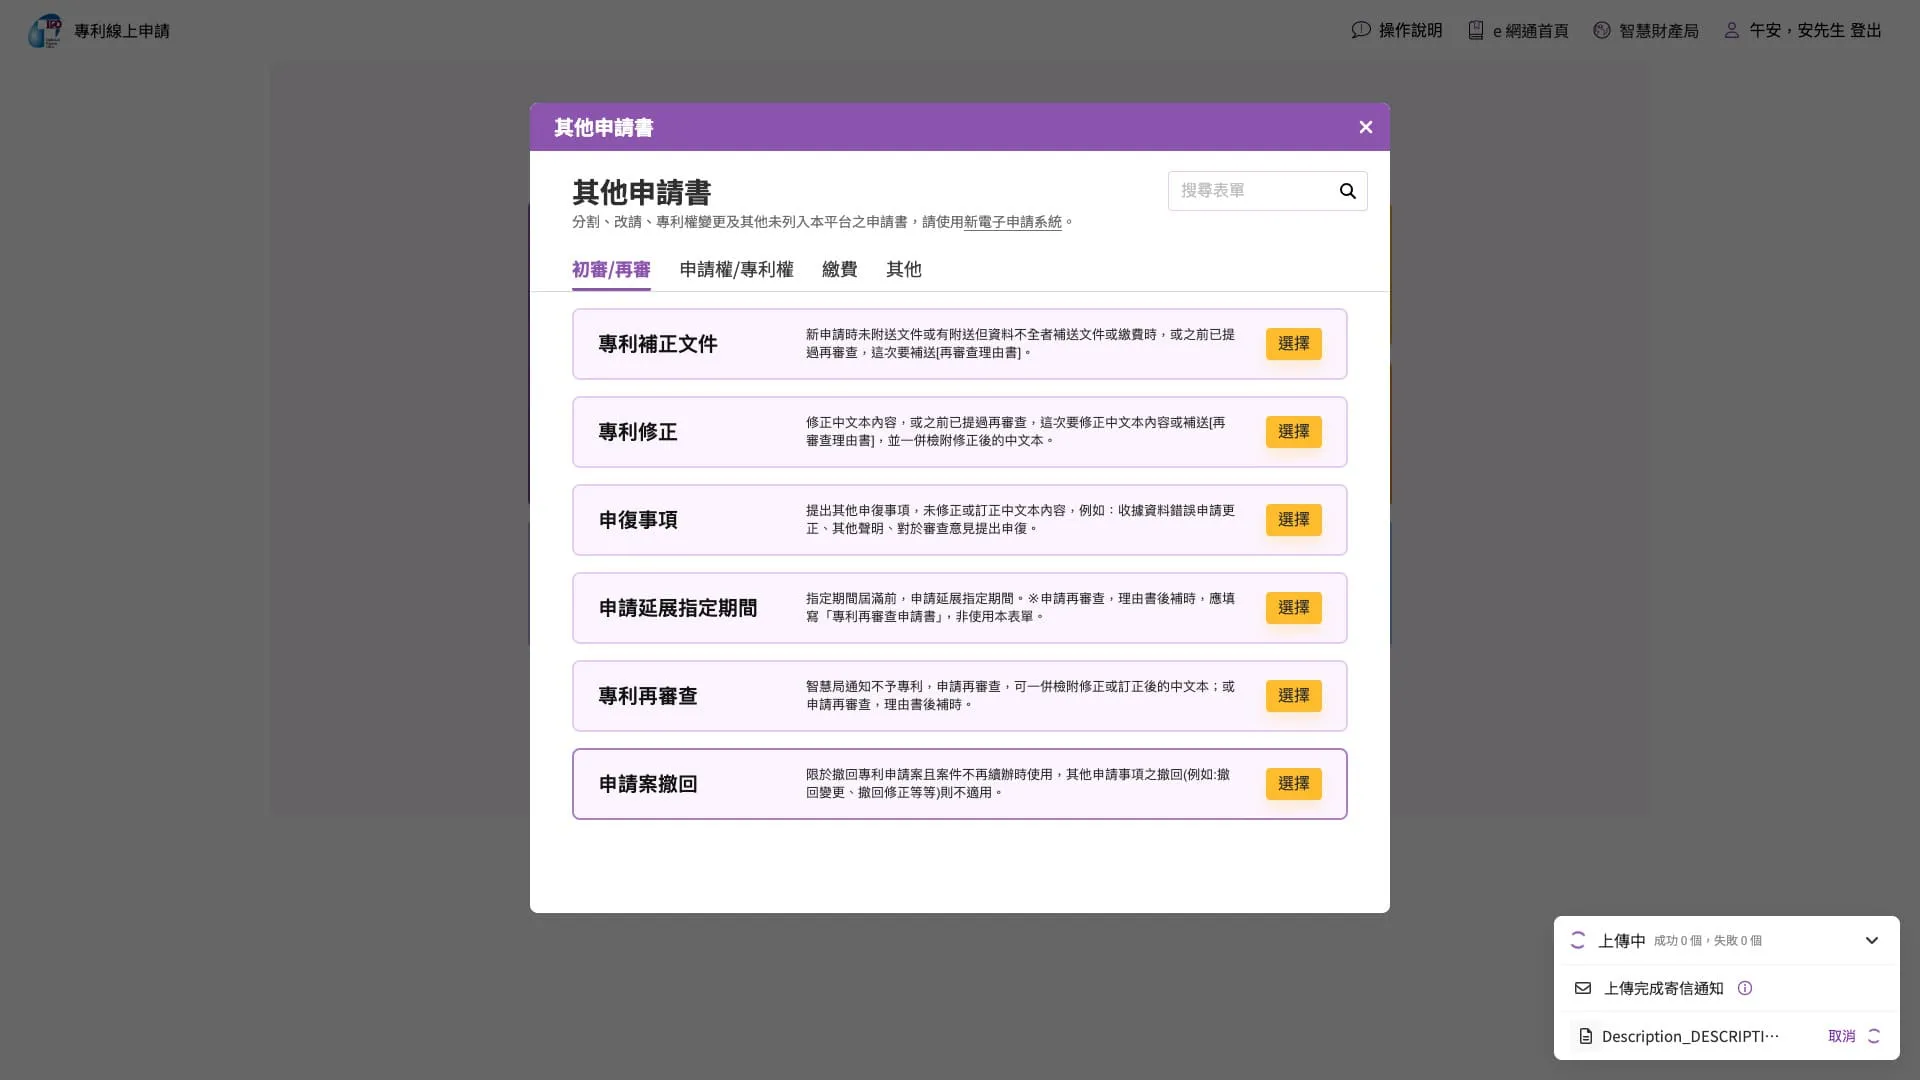 專利線上申請
操作說明
e 網通首頁
智慧財產局
午安，安先生 登出
其他申請書
其他申請書
搜尋表單
分割、改請、專利權變更及其他未列入本平台之申請書，請使用新電子申請系統。
初審/再審
申請權/專利權
繳費
其他
專利補正文件
新申請時未附送文件或有附送但資料不全者補送文件或繳費時，或之前已提
過再審查，這次要補送[再審查理由書]。
選擇
專利修正
修正中文本內容，或之前已提過再審查，這次要修正中文本內容或補送[再
審查理由書]，並一併檢附修正後的中文本。
選擇
申復事項
提出其他申復事項，未修正或訂正中文本內容，例如：收據資料錯誤申請更
正、其他聲明、對於審查意見提出申復。
選擇
申請延展指定期間
指定期間屆滿前，申請延展指定期間。※申請再審查，理由書後補時，應填
寫「專利再審查申請書」，非使用本表單。
選擇
專利再審查
智慧局通知不予專利，申請再審查，可一併檢附修正或訂正後的中文本；或
申請再審查，理由書後補時。
選擇
申請案撤回
限於撤回專利申請案且案件不再續辦時使用，其他申請事項之撤回(例如:撤
回變更、撤回修正等等)則不適用。
選擇
上傳中 成功 0 個，失敗 0 個
上傳完成寄信通知
Description_DESCRIPTI⋯
取消